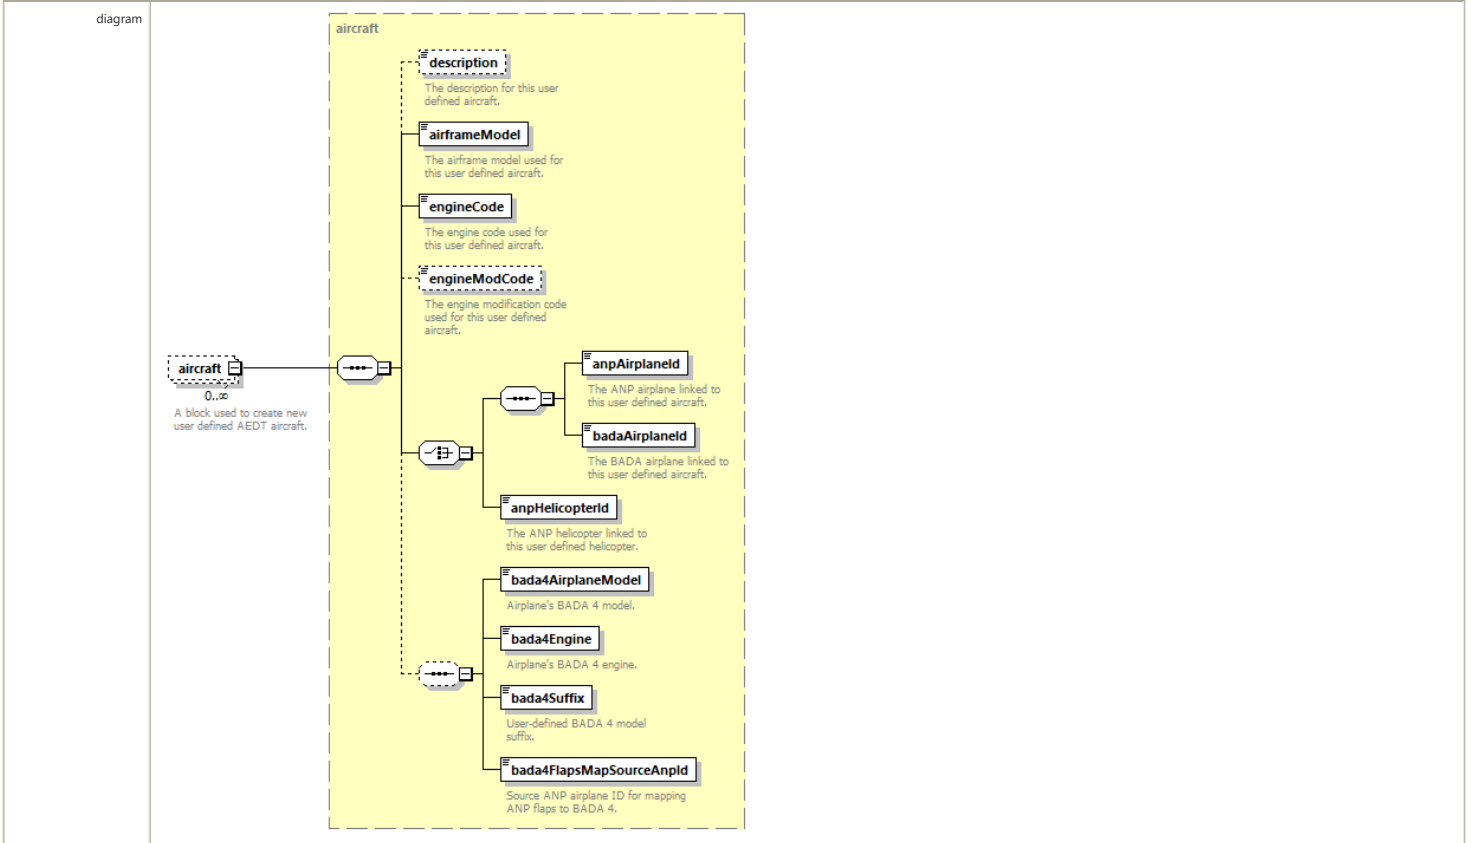 diagram
aircraft
description
The description for this user
defined aircraft.
airframeModel
The airframe model used for
this user defined aircraft.
engineCode
The engine code used for
this user defined aircraft.
engineModCode
The engine modification code
used for this user defined
aircraft.
aircraft
0..∞
A block used to create new
user defined AEDT aircraft.
anpAirplaneId
The ANP airplane linked to
this user defined aircraft.
badaAirplaneId
The BADA airplane linked to
this user defined aircraft.
anpHelicopterId
The ANP helicopter linked to
this user defined helicopter.
bada4AirplaneModel
Airplane's BADA 4 model.
bada4Engine
Airplane's BADA 4 engine.
bada4Suffix
User-defined BADA 4 model
suffix.
bada4FlapsMapSourceAnpId
Source ANP airplane ID for mapping
ANP flaps to BADA 4.